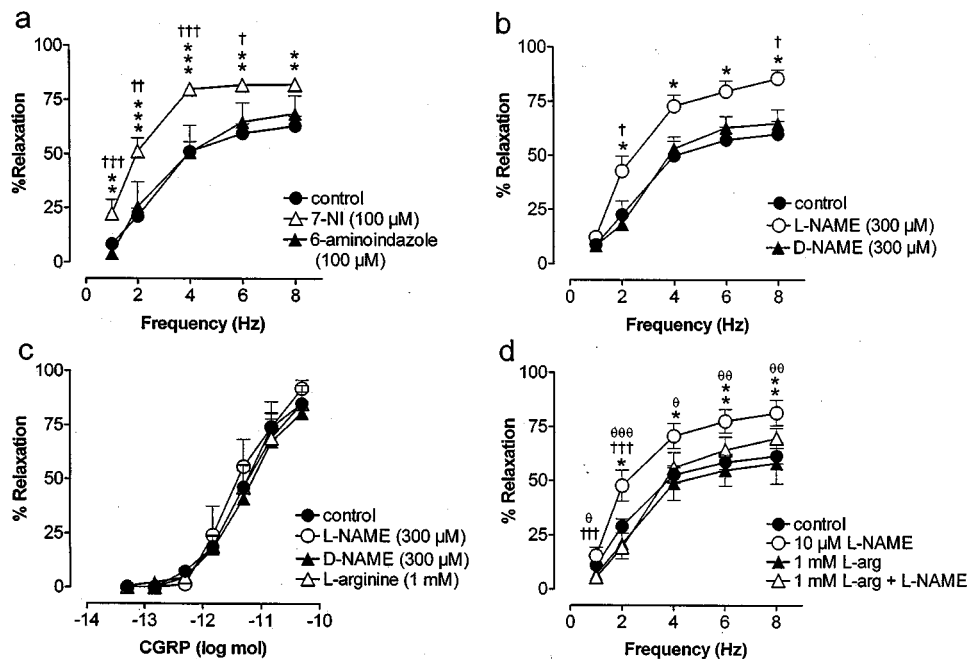 a
100
75
50
25
0
%Relaxation
†††
**
††
***
†††
***
†
**
**
control
7-NI (100 µM)
6-aminoindazole
(100 µM)
0 2 4 6 8
Frequency (Hz)
b
100
75
50
25
0
% Relaxation
†
*
*
*
†
*
control
L-NAME (300 µM)
D-NAME (300 µM)
0 2 4 6 8
Frequency (Hz)
c
100
75
50
25
0
% Relaxation
control
L-NAME (300 µM)
D-NAME (300 µM)
L-arginine (1 mM)
-14 -13 -12 -11 -10
CGRP (log mol)
d
100
75
50
25
0
% Relaxation
θ
†††
θθθ
†††
*
θ
*
θθ
**
θθ
**
control
10 µM L-NAME
1 mM L-arg
1 mM L-arg + L-NAME
0 2 4 6 8
Frequency (Hz)